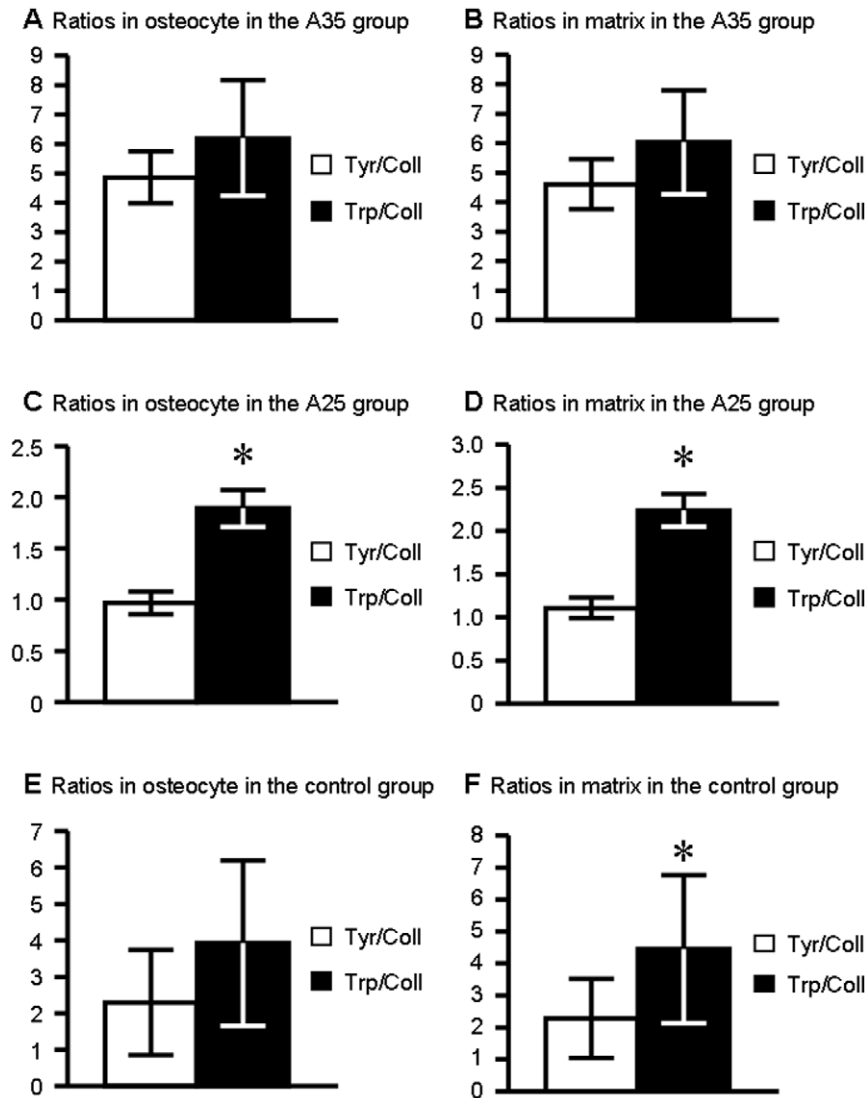 A Ratios in osteocyte in the A35 group
9
8
7
6
5
4
3
2
1
0
Tyr/Coll
Trp/Coll
B Ratios in matrix in the A35 group
9
8
7
6
5
4
3
2
1
0
Tyr/Coll
Trp/Coll
C Ratios in osteocyte in the A25 group
2.5
2.0
1.5
1.0
0.5
0
*
Tyr/Coll
Trp/Coll
D Ratios in matrix in the A25 group
3.0
2.5
2.0
1.5
1.0
0.5
0
*
Tyr/Coll
Trp/Coll
E Ratios in osteocyte in the control group
7
6
5
4
3
2
1
0
Tyr/Coll
Trp/Coll
F Ratios in matrix in the control group
8
7
6
5
4
3
2
1
0
*
Tyr/Coll
Trp/Coll